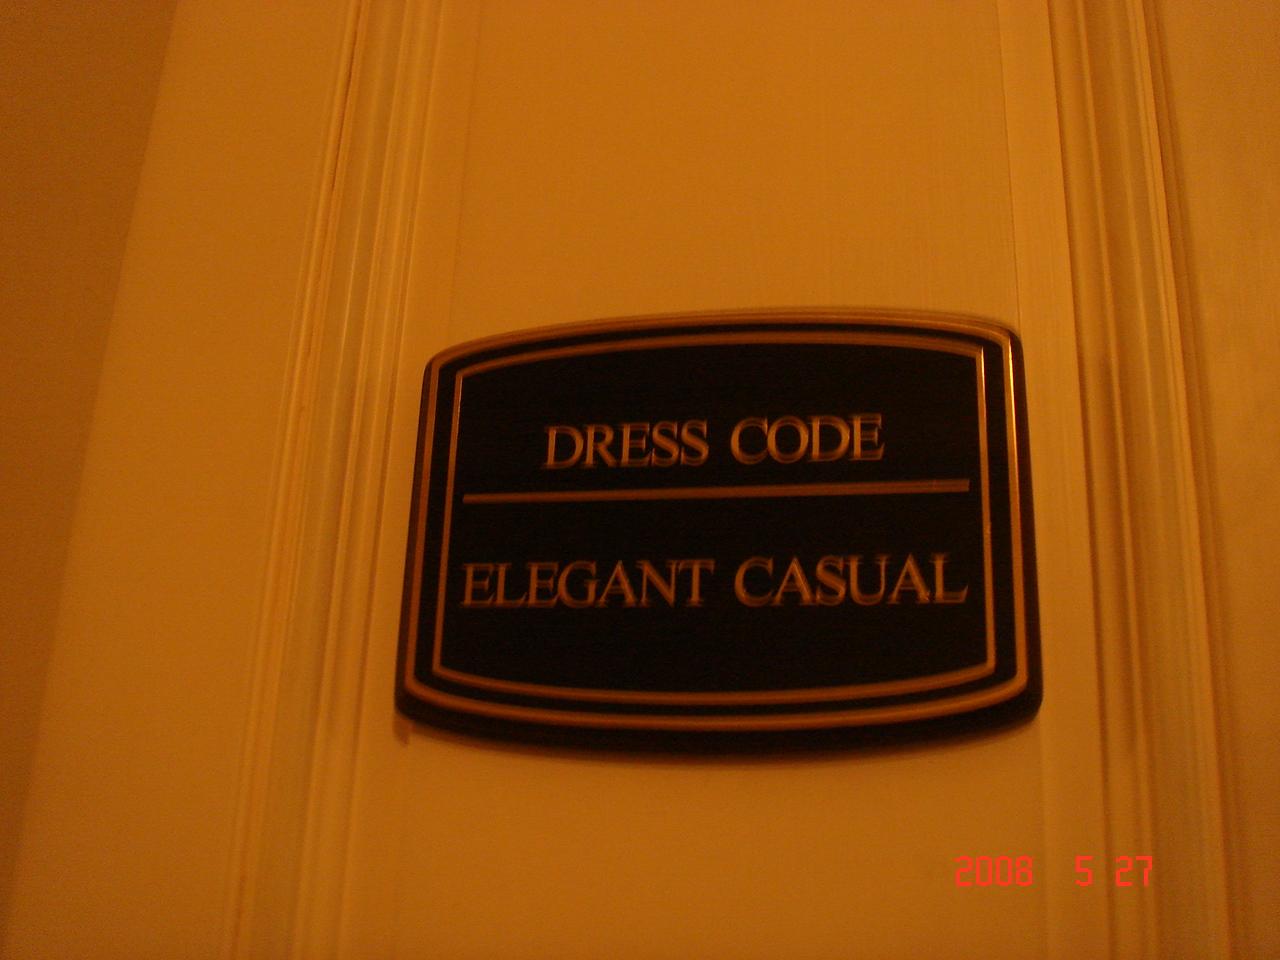 DRESS CODE
ELEGANT CASUAL
2008 5 27